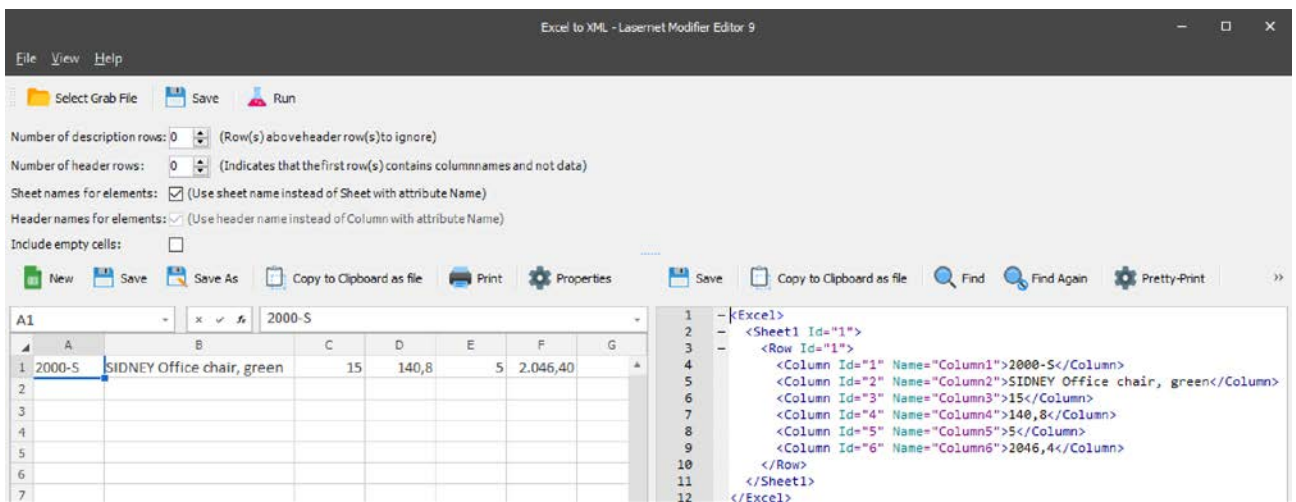 Excel to XML - Lasernet Modifier Editor 9
File View Help
Select Grab File Save Run
Number of description rows: 0 (Row(s) above header row(s) to ignore)
Number of header rows: 0 (Indicates that the first row(s) contains columnnames and not data)
Sheet names for elements: (Use sheet name instead of Sheet with attribute Name)
Header names for elements: (Use header name instead of Column with attribute Name)
Include empty cells:
New Save Save As Copy to Clipboard as file Print Properties
A1 fx 2000-S
A B C D E F G
1 2000-S SIDNEY Office chair, green 15 140,8 5 2.046,40
2
3
4
5
6
7
Save Copy to Clipboard as file Find Find Again Pretty-Print »
1 <Excel>
2 <Sheet1 Id="1">
3 <Row Id="1">
4 <Column Id="1" Name="Column1">2000-S</Column>
5 <Column Id="2" Name="Column2">SIDNEY Office chair, green</Column>
6 <Column Id="3" Name="Column3">15</Column>
7 <Column Id="4" Name="Column4">140,8</Column>
8 <Column Id="5" Name="Column5">5</Column>
9 <Column Id="6" Name="Column6">2046,4</Column>
10 </Row>
11 </Sheet1>
12 </Excel>